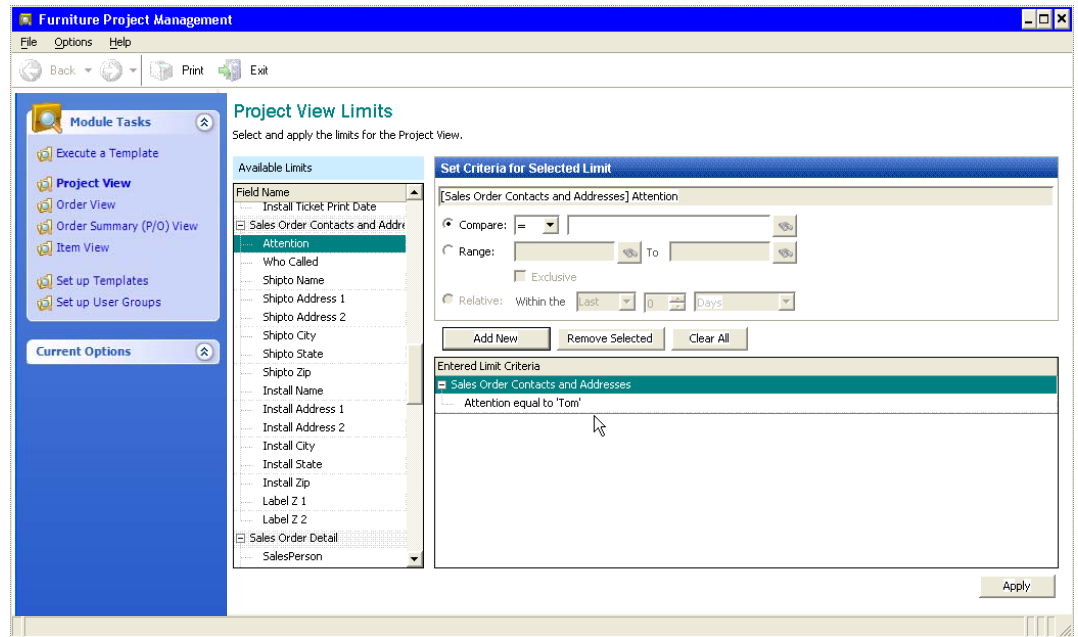 Furniture Project Management
File Options Help
Back Print Exit
Module Tasks
Execute a Template
Project View
Order View
Order Summary (P/O) View
Item View
Set up Templates
Set up User Groups
Current Options
Project View Limits
Select and apply the limits for the Project View.
Available Limits
Field Name
Install Ticket Print Date
Sales Order Contacts and Addre
Attention
Who Called
Shipto Name
Shipto Address 1
Shipto Address 2
Shipto City
Shipto State
Shipto Zip
Install Name
Install Address 1
Install Address 2
Install City
Install State
Install Zip
Label Z 1
Label Z 2
Sales Order Detail
SalesPerson
Set Criteria for Selected Limit
[Sales Order Contacts and Addresses] Attention
Compare: =
Range: To
Exclusive
Relative: Within the Last 0 Days
Add New Remove Selected Clear All
Entered Limit Criteria
Sales Order Contacts and Addresses
Attention equal to 'Tom'
Apply